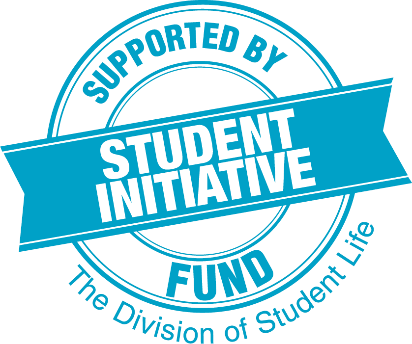 SUPPORTED BY
STUDENT
INITIATIVE
FUND
The Division of Student Life